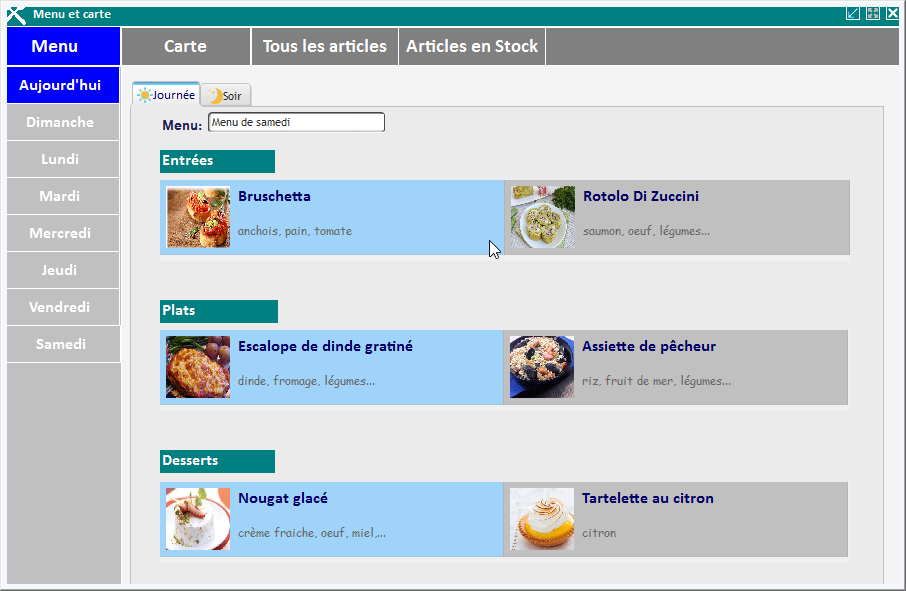 Menu et carte
Menu
Carte
Tous les articles
Articles en Stock
Aujourd'hui
Dimanche
Lundi
Mardi
Mercredi
Jeudi
Vendredi
Samedi
Journée
Soir
Menu: Menu de samedi
Entrées
Bruschetta
anchois, pain, tomate
Rotolo Di Zuccini
saumon, oeuf, légumes...
Plats
Escalope de dinde gratiné
dinde, fromage, légumes...
Assiette de pêcheur
riz, fruit de mer, légumes...
Desserts
Nougat glacé
crème fraiche, oeuf, miel,...
Tartelette au citron
citron